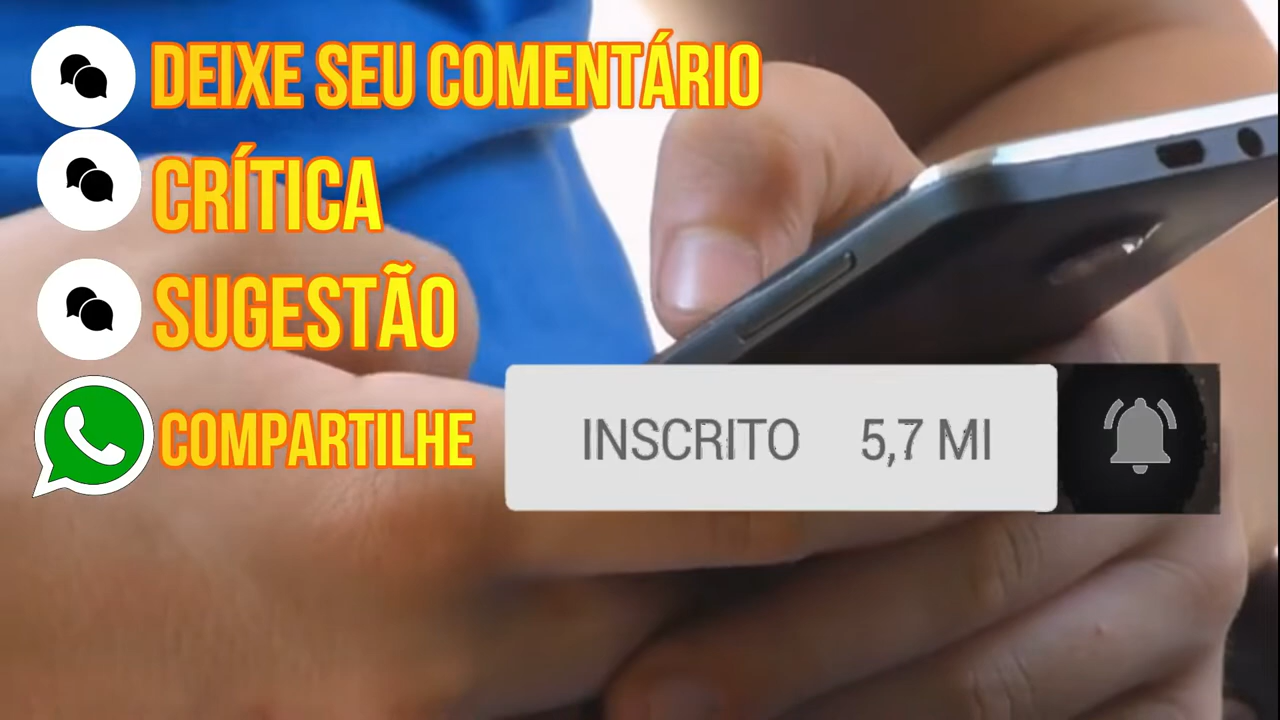 DEIXE SEU COMENTÁRIO
CRÍTICA
SUGESTÃO
COMPARTILHE
INSCRITO 5,7 MI